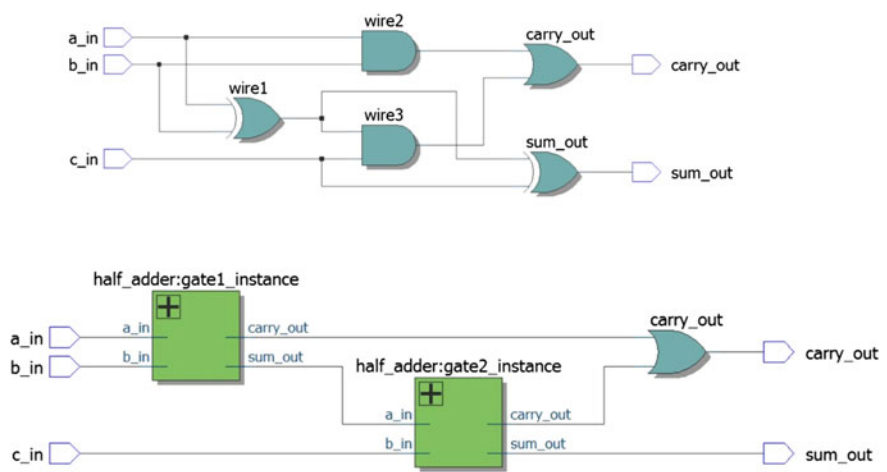 wire2
a_in
carry_out
b_in
carry_out
wire1
wire3
sum_out
c_in
sum_out
half_adder:gate1_instance
a_in
a_in
carry_out
carry_out
carry_out
b_in
b_in
sum_out
half_adder:gate2_instance
a_in
carry_out
c_in
b_in
sum_out
sum_out